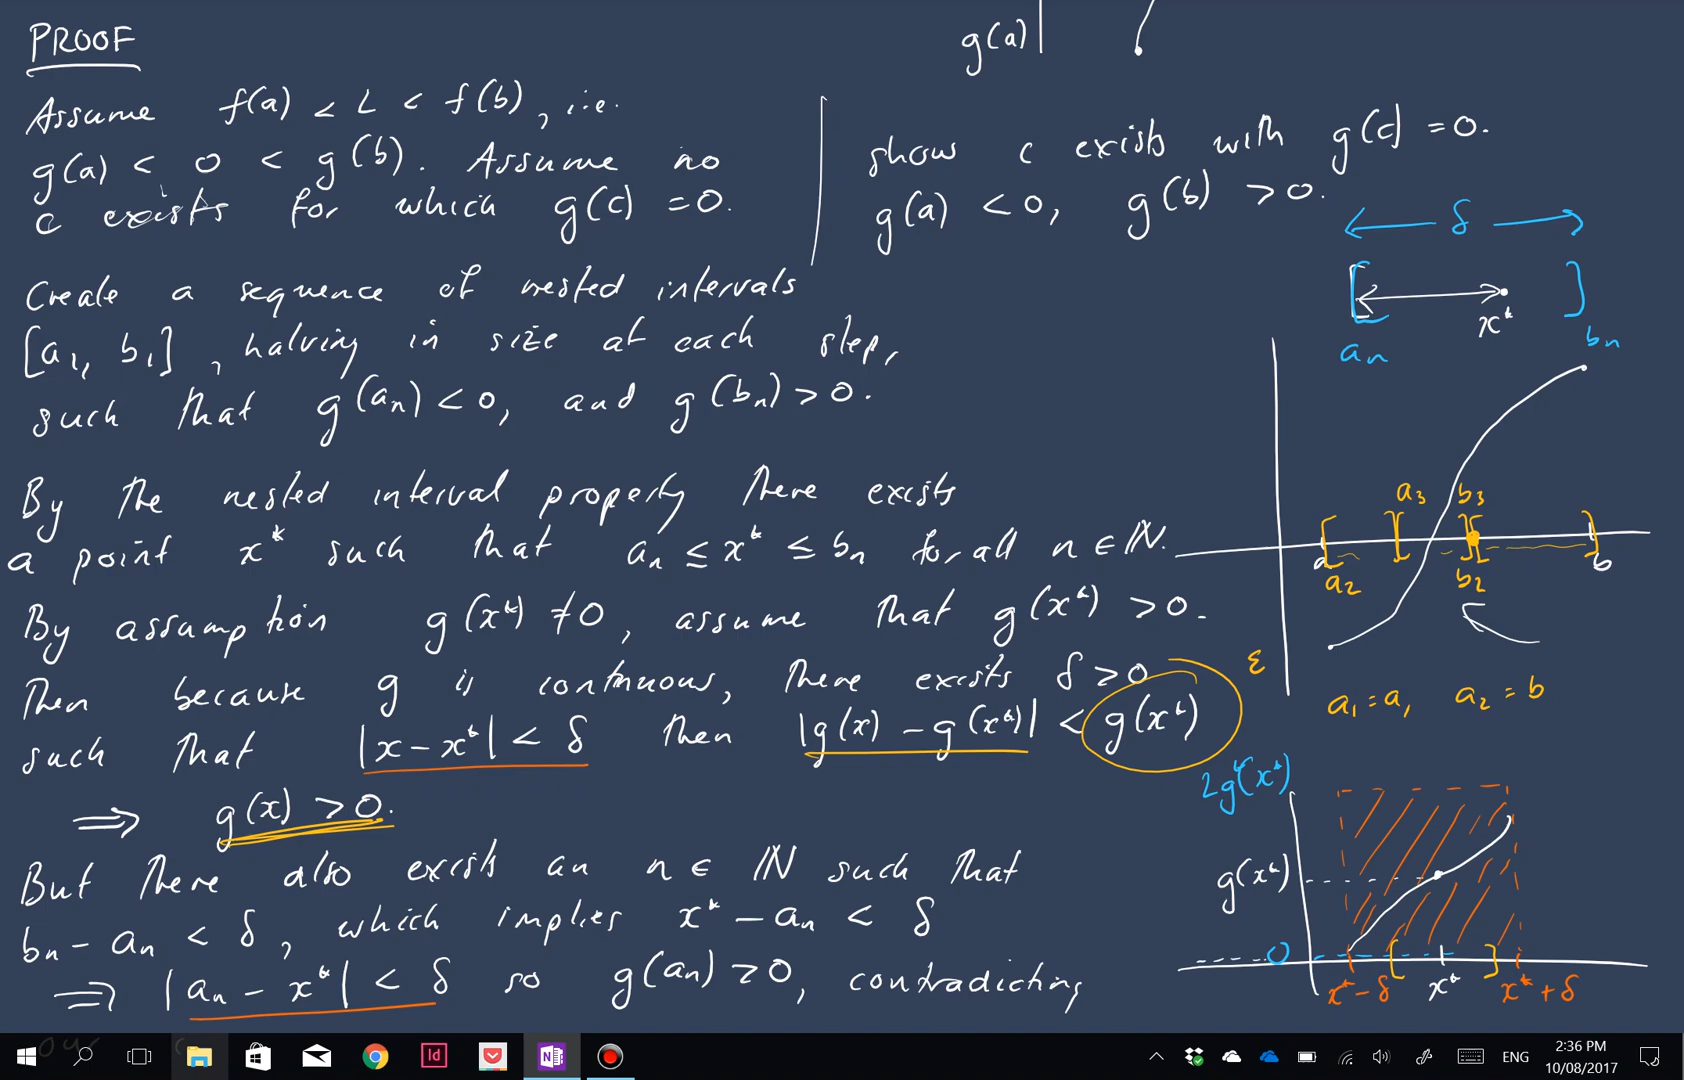 PROOF
g(a)
Assume f(a) < L < f(b), i.e.
g(a) < 0 < g(b). Assume no
c exists for which g(c) = 0.
show c exists with g(c) = 0.
g(a) < 0, g(b) > 0.
δ
x*
an
bn
Create a sequence of nested intervals
[a1, b1], halving in size at each step,
such that g(an) < 0, and g(bn) > 0.
By the nested interval property there exists
a point x* such that an ≤ x* ≤ bn for all n ∈ ℕ.
By assumption g(x*) ≠ 0, assume that g(x*) > 0.
Then because g is continuous, there exists δ > 0
such that |x - x*| < δ then |g(x) - g(x*)| < g(x*)
ε
⟹ g(x) > 0.
But there also exists an n ∈ ℕ such that
bn - an < δ, which implies x* - an < δ
⟹ |an - x*| < δ so g(an) > 0, contradicting
our
a3 b3
a b
a2 b2
a1 = a, a2 = b
2g(x*)
g(x*)
0
x* - δ x* x* + δ
ENG
2:36 PM
10/08/2017